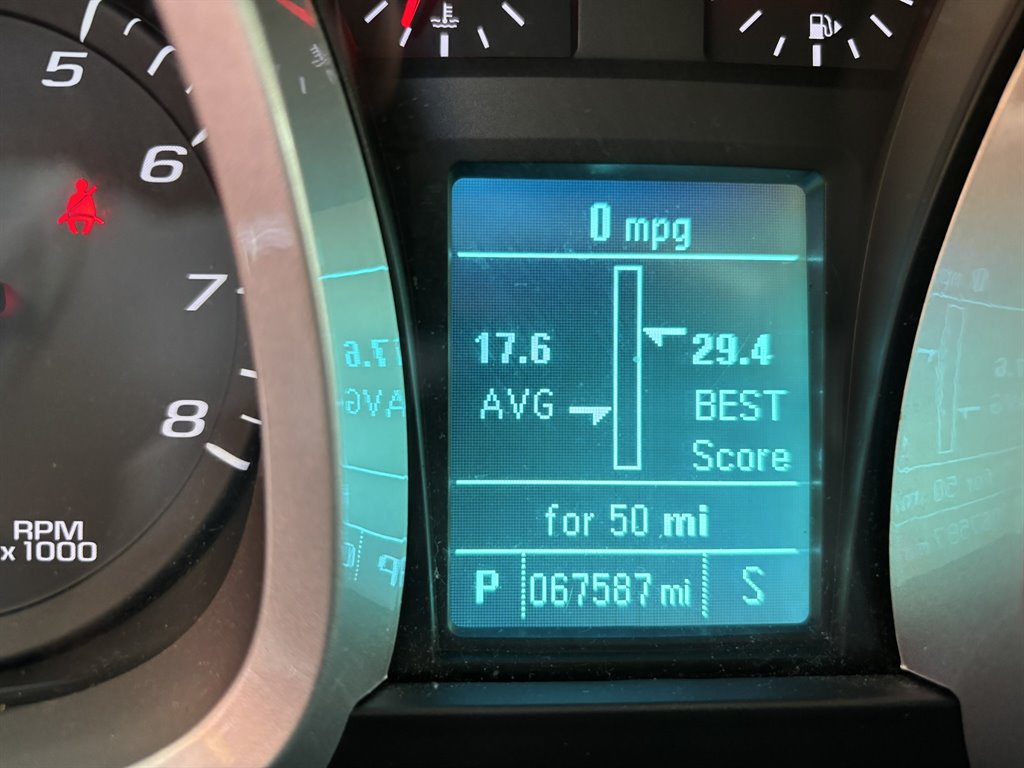 5
6
7
8
RPM
x 1000
0 mpg
17.6
AVG
29.4
BEST
Score
for 50 mi
P 067587 mi S